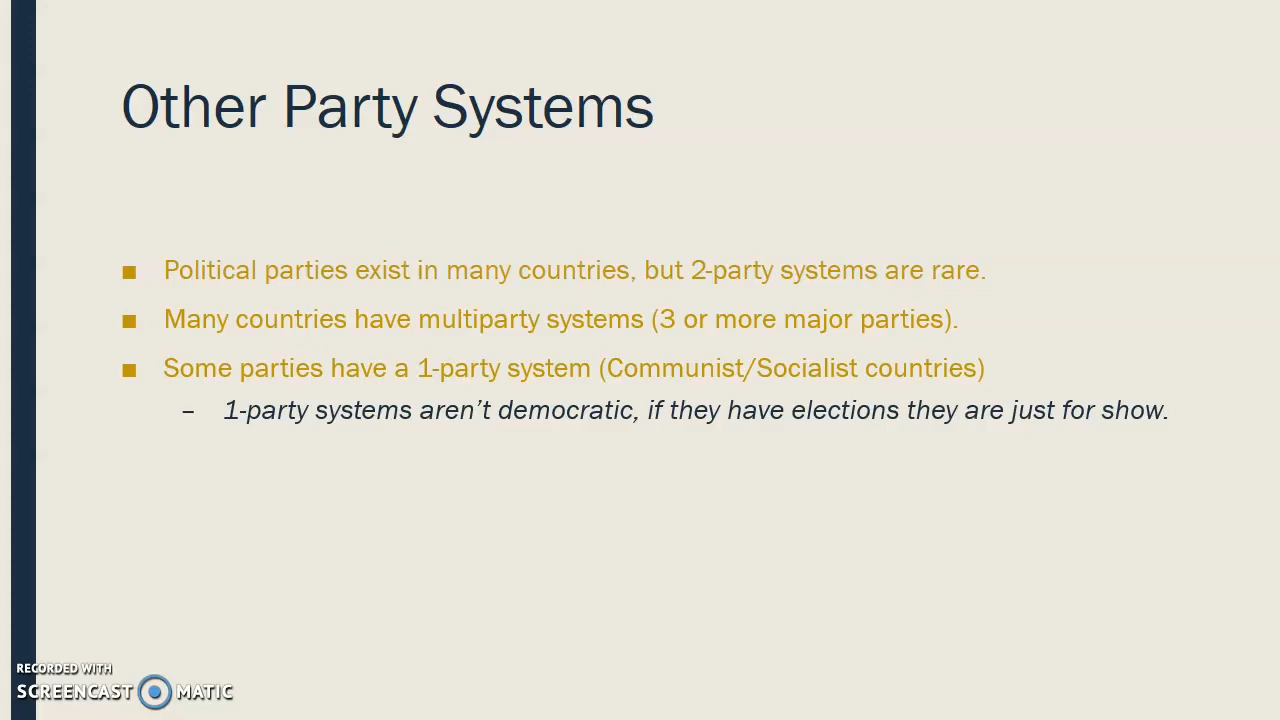 Other Party Systems
■ Political parties exist in many countries, but 2-party systems are rare.
■ Many countries have multiparty systems (3 or more major parties).
■ Some parties have a 1-party system (Communist/Socialist countries)
– 1-party systems aren't democratic, if they have elections they are just for show.
RECORDED WITH
SCREENCAST MATIC